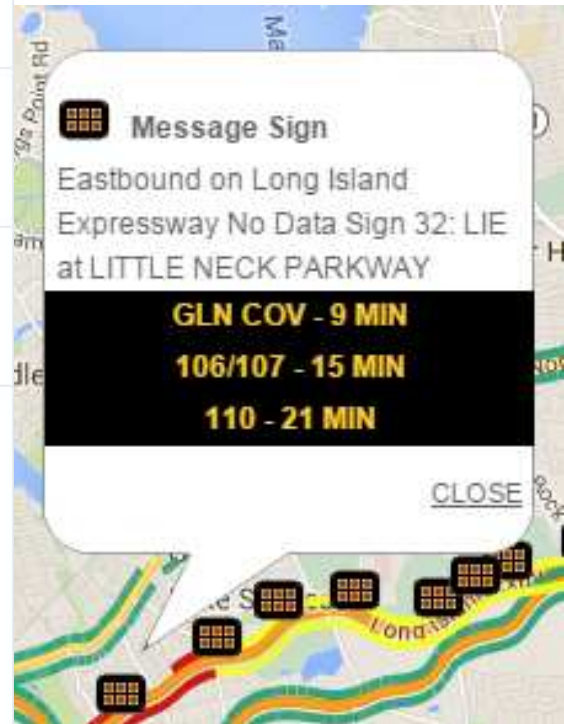 Message Sign
Eastbound on Long Island
Expressway No Data Sign 32: LIE
at LITTLE NECK PARKWAY
GLN COV - 9 MIN
106/107 - 15 MIN
110 - 21 MIN
CLOSE